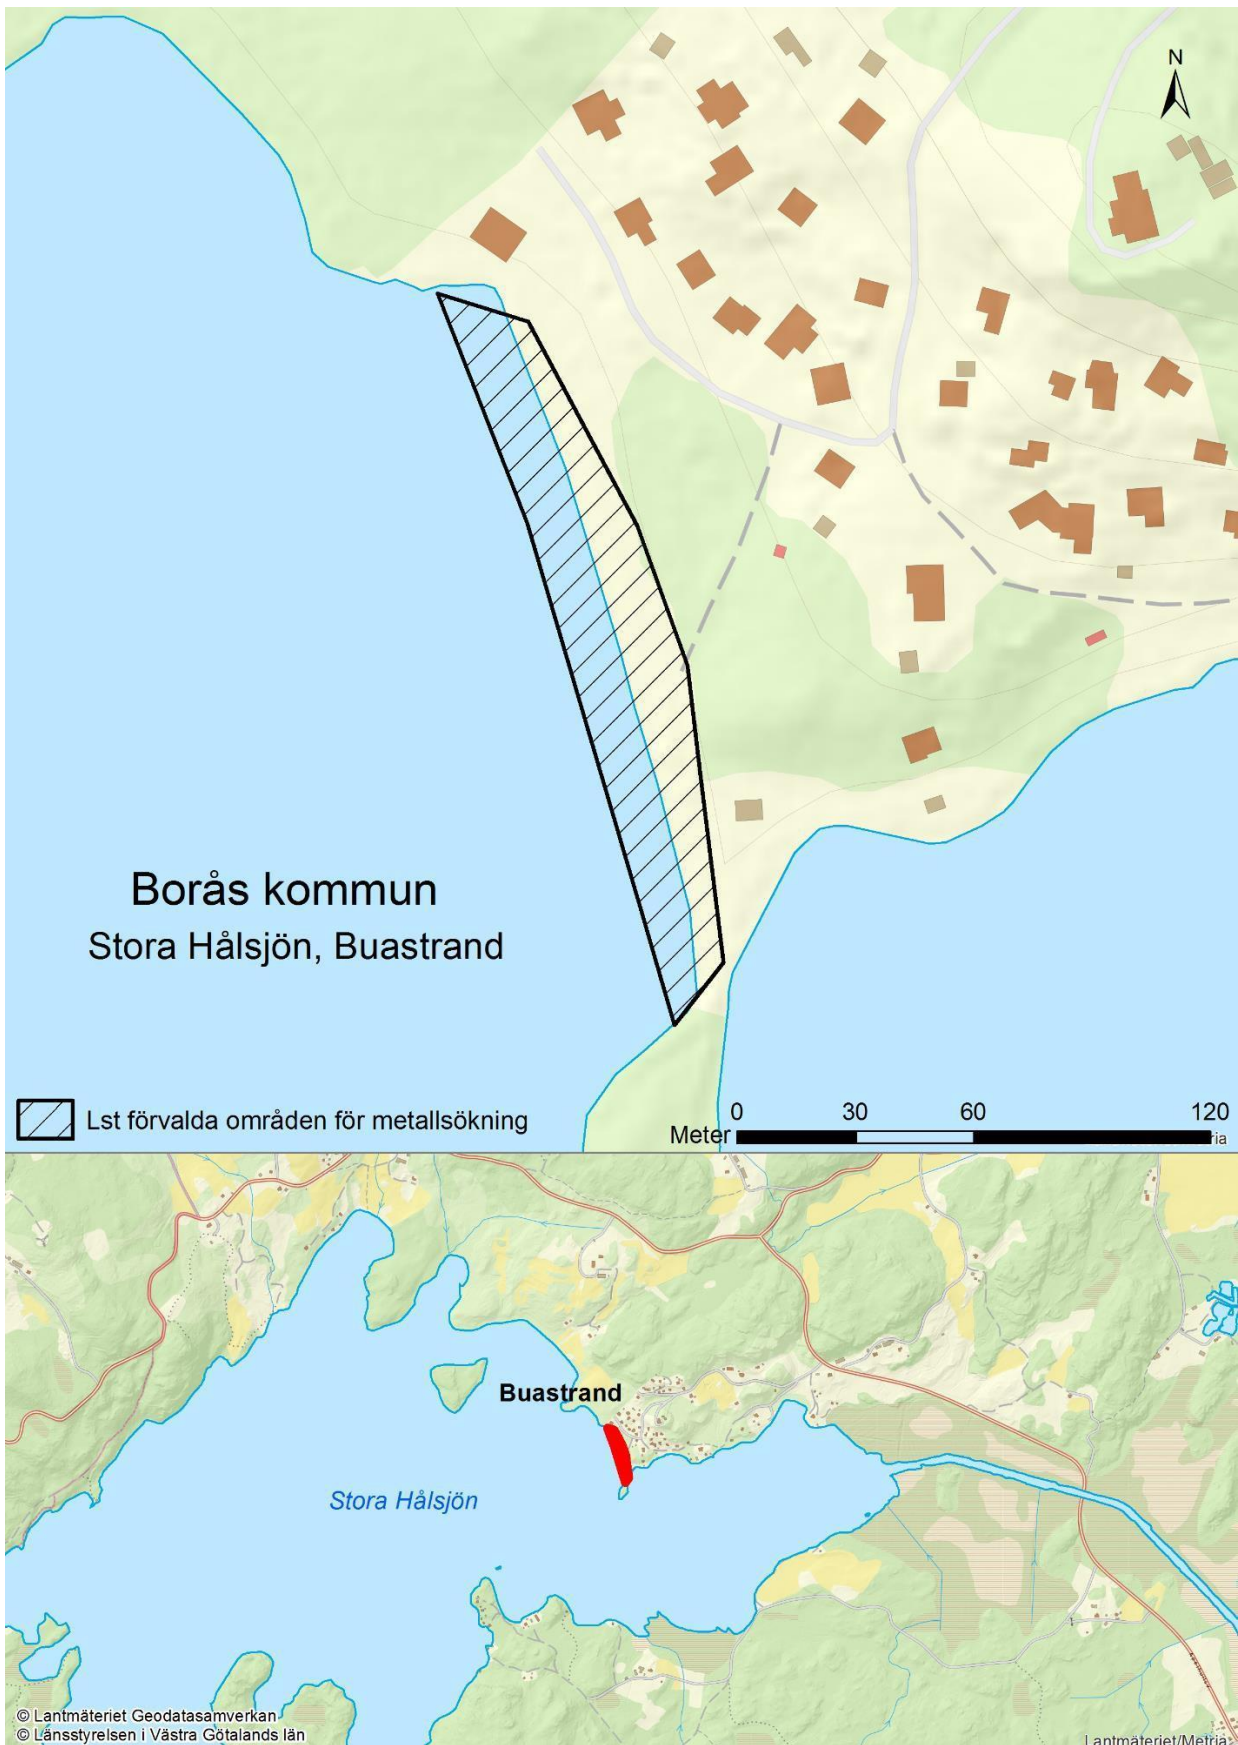 N
Borås kommun
Stora Hålsjön, Buastrand
Lst förvalda områden för metallsökning
0 30 60 120
Meter
ria
Buastrand
Stora Hålsjön
© Lantmäteriet Geodatasamverkan
© Länsstyrelsen i Västra Götalands län
Lantmäteriet/Metria